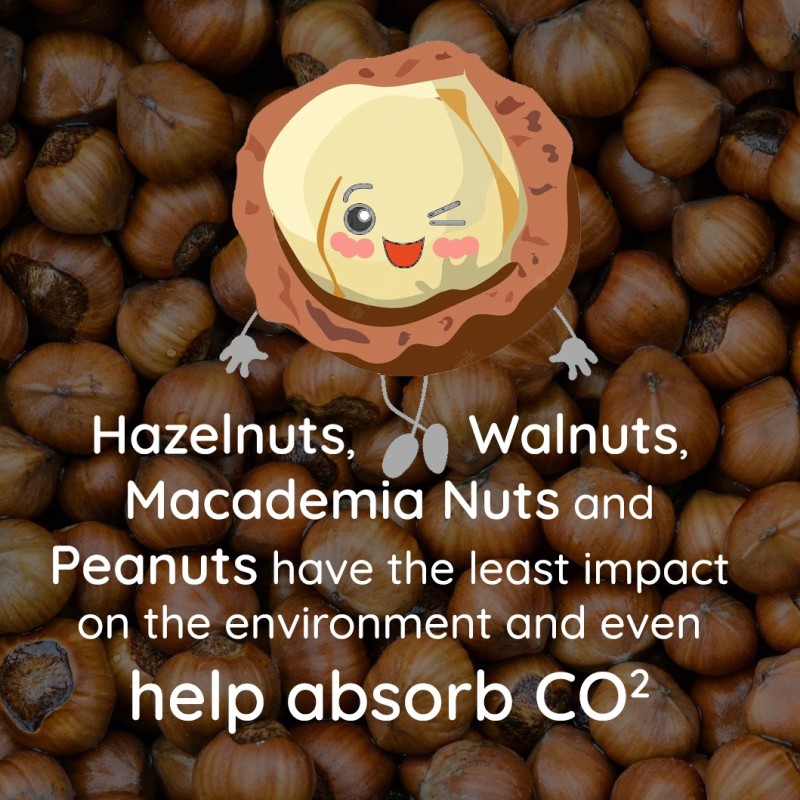 Hazelnuts, Walnuts,
Macademia Nuts and
Peanuts have the least impact
on the environment and even
help absorb CO²